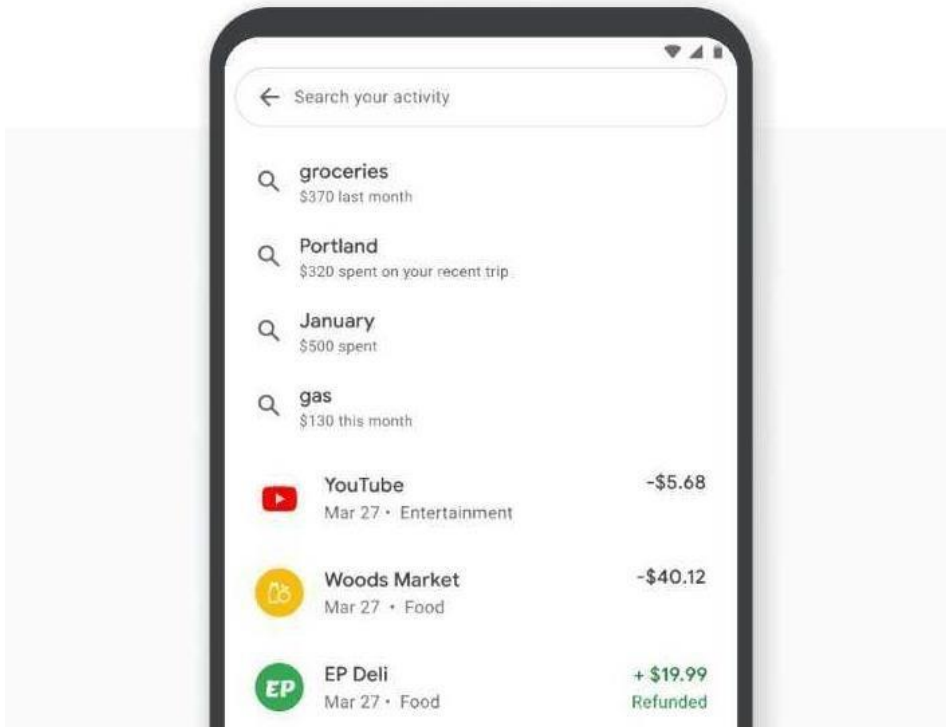 Search your activity
groceries
$370 last month
Portland
$320 spent on your recent trip
January
$500 spent
gas
$130 this month
YouTube -$5.68
Mar 27 • Entertainment
Woods Market -$40.12
Mar 27 • Food
EP EP Deli + $19.99
Mar 27 • Food Refunded